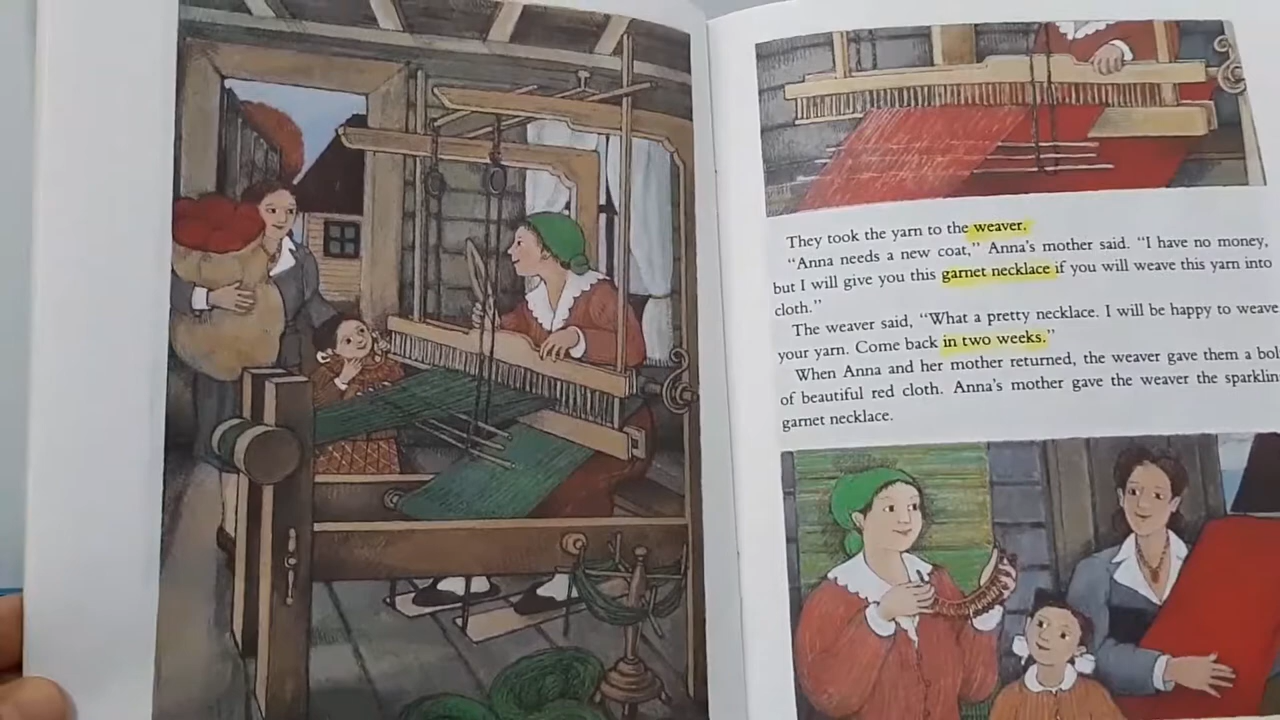 They took the yarn to the weaver.
“Anna needs a new coat,” Anna's mother said. “I have no money,
but I will give you this garnet necklace if you will weave this yarn into
cloth.”
The weaver said, “What a pretty necklace. I will be happy to weave
your yarn. Come back in two weeks.”
When Anna and her mother returned, the weaver gave them a bol
of beautiful red cloth. Anna's mother gave the weaver the sparklin
garnet necklace.